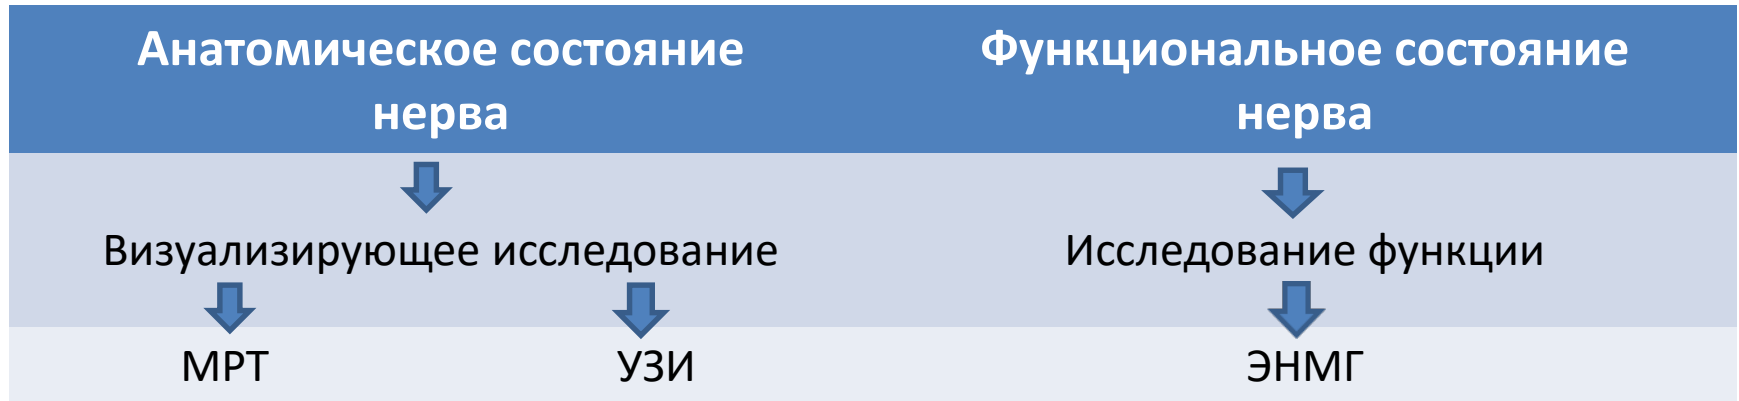 Анатомическое состояние
нерва
Функциональное состояние
нерва
Визуализирующее исследование
Исследование функции
МРТ
УЗИ
ЭНМГ